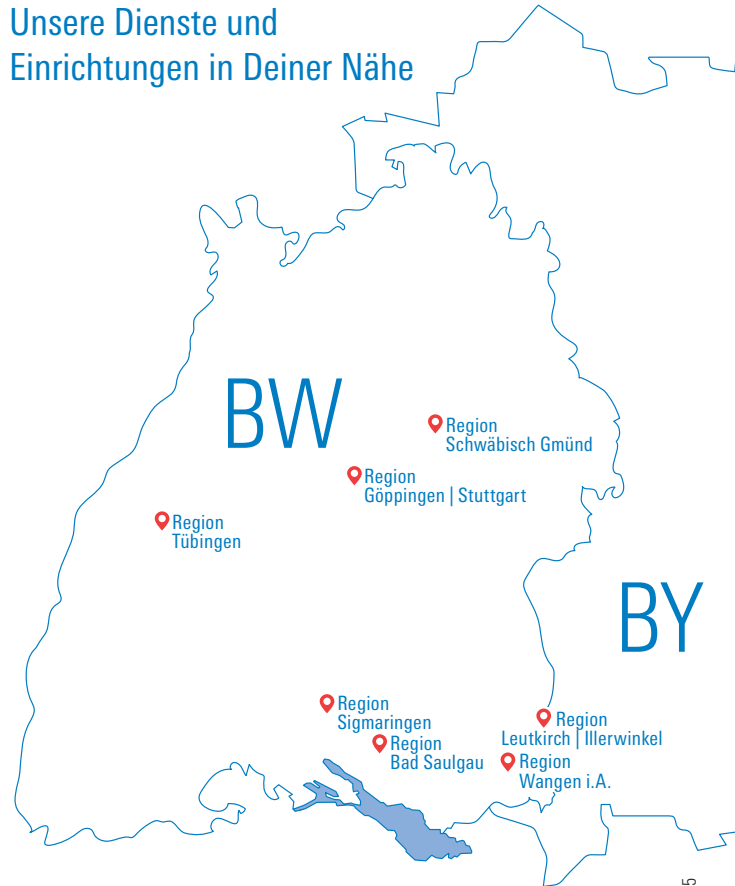 Unsere Dienste und
Einrichtungen in Deiner Nähe
BW
Region
Schwäbisch Gmünd
Region
Göppingen | Stuttgart
Region
Tübingen
BY
Region
Sigmaringen
Region
Bad Saulgau
Region
Leutkirch | Illerwinkel
Region
Wangen i.A.
5